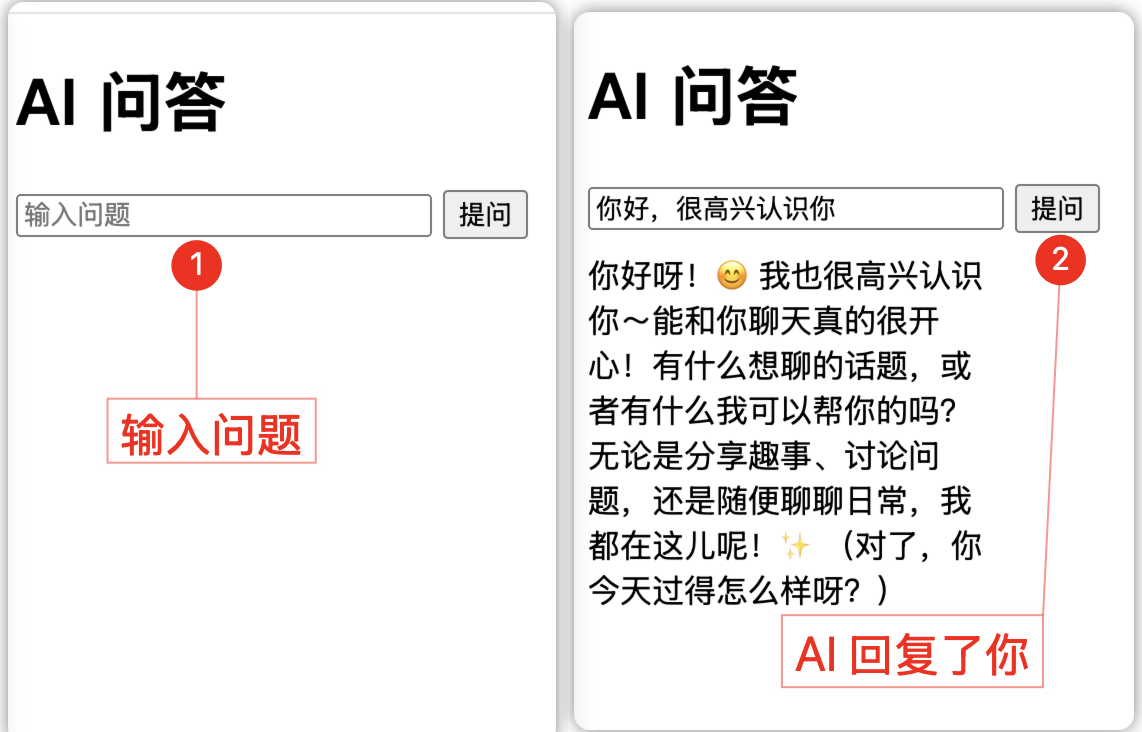 AI 问答
输入问题
提问
1
输入问题
AI 问答
你好，很高兴认识你
提问
2
你好呀！😊 我也很高兴认识
你～能和你聊天真的很开
心！有什么想聊的话题，或
者有什么我可以帮你的吗？
无论是分享趣事、讨论问
题，还是随便聊聊日常，我
都在这儿呢！✨ （对了，你
今天过得怎么样呀？）
AI 回复了你